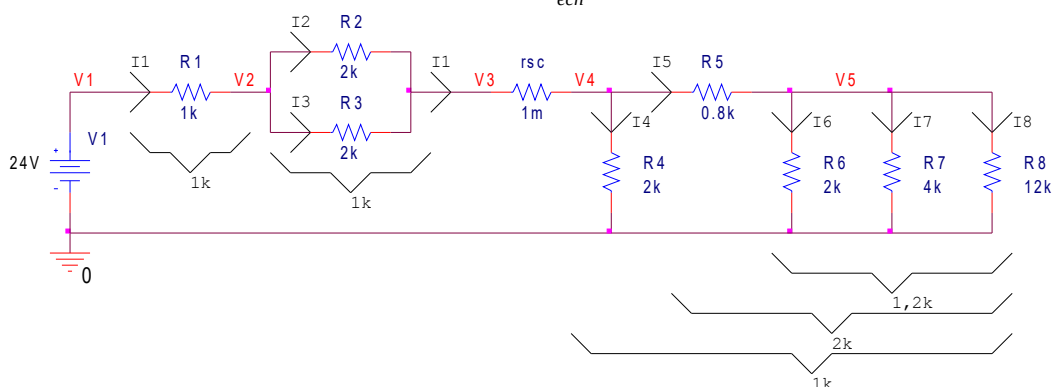 ech
I2 R2
I1 R1 2k I1 rsc I5 R5
V1 V2 V3 V4 V5
I3 R3
1k 1m 0.8k
2k I4 I6 I7 I8
V1
24V R4 R6 R7 R8
2k 2k 4k 12k
1k 1k
0
1,2k
2k
1k